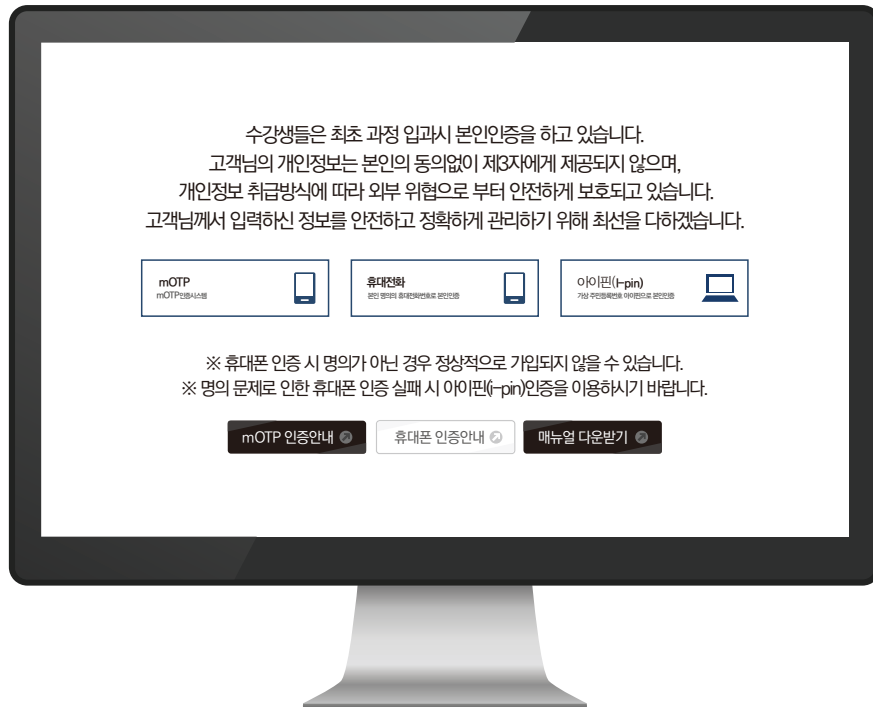 수강생들은 최초 과정 입과시 본인인증을 하고 있습니다.
고객님의 개인정보는 본인의 동의없이 제3자에게 제공되지 않으며,
개인정보 취급방식에 따라 외부 위협으로 부터 안전하게 보호되고 있습니다.
고객님께서 입력하신 정보를 안전하고 정확하게 관리하기 위해 최선을 다하겠습니다.
mOTP
mOTP인증시스템
휴대전화
본인 명의의 휴대전화번호로 본인인증
아이핀(I-pin)
가상 주민등록번호 아이핀으로 본인인증
※ 휴대폰 인증 시 명의가 아닌 경우 정상적으로 가입되지 않을 수 있습니다.
※ 명의 문제로 인한 휴대폰 인증 실패 시 아이핀(i-pin)인증을 이용하시기 바랍니다.
mOTP 인증안내
휴대폰 인증안내
매뉴얼 다운받기